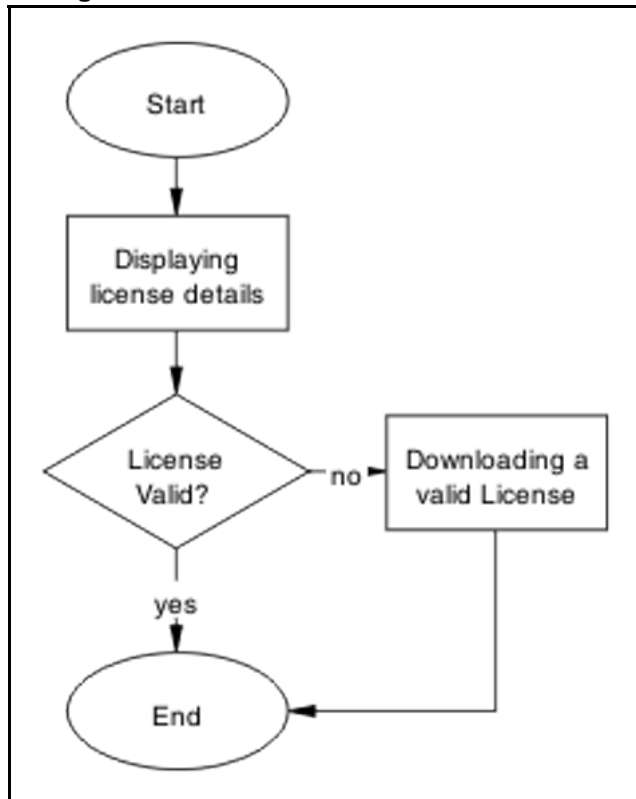 Start
Displaying
license details
License
Valid?
no
Downloading a
valid License
yes
End